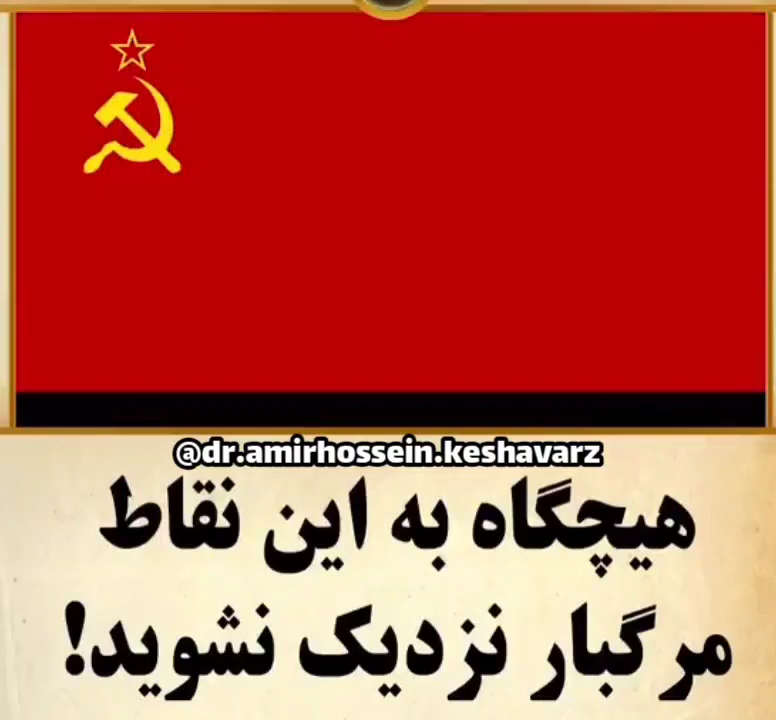 @dr.amirhossein.keshavarz
هیچگاه به این نقاط
مرگبار نزدیک نشوید!